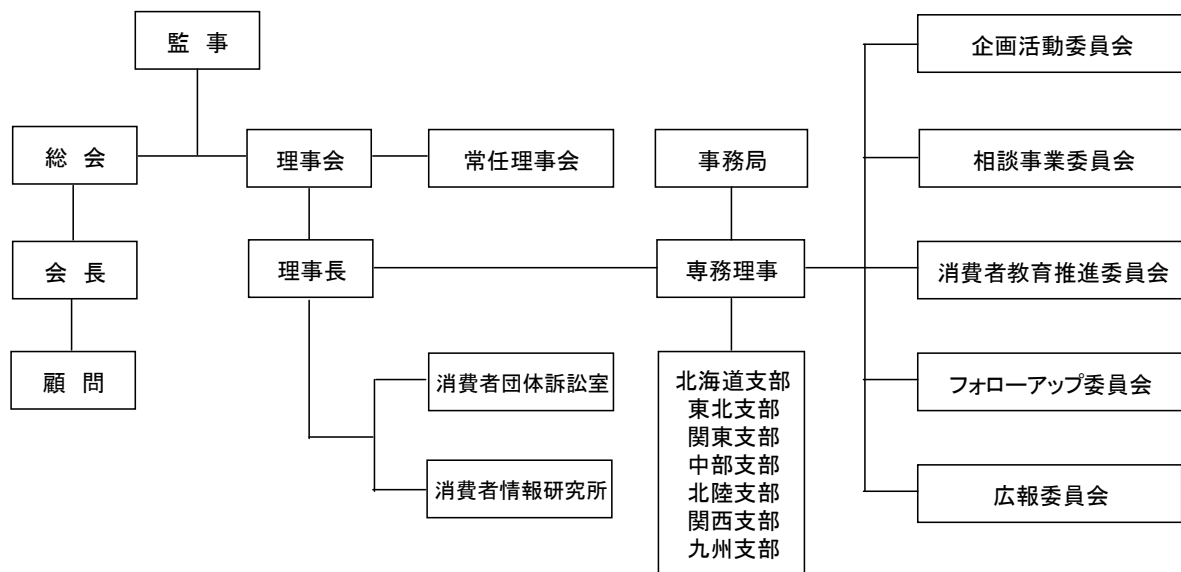 監 事
総 会
理事会
常任理事会
事務局
会 長
理事長
専務理事
顧 問
消費者団体訴訟室
消費者情報研究所
北海道支部
東北支部
関東支部
中部支部
北陸支部
関西支部
九州支部
企画活動委員会
相談事業委員会
消費者教育推進委員会
フォローアップ委員会
広報委員会